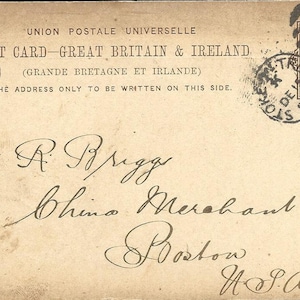 UNION POSTALE UNIVERSELLE
T CARD—GREAT BRITAIN & IRELAND
(GRANDE BRETAGNE ET IRLANDE)
HE ADDRESS ONLY TO BE WRITTEN ON THIS SIDE.
STOKE
DE
R. Briggs
China Merchant
Boston
U.S.A